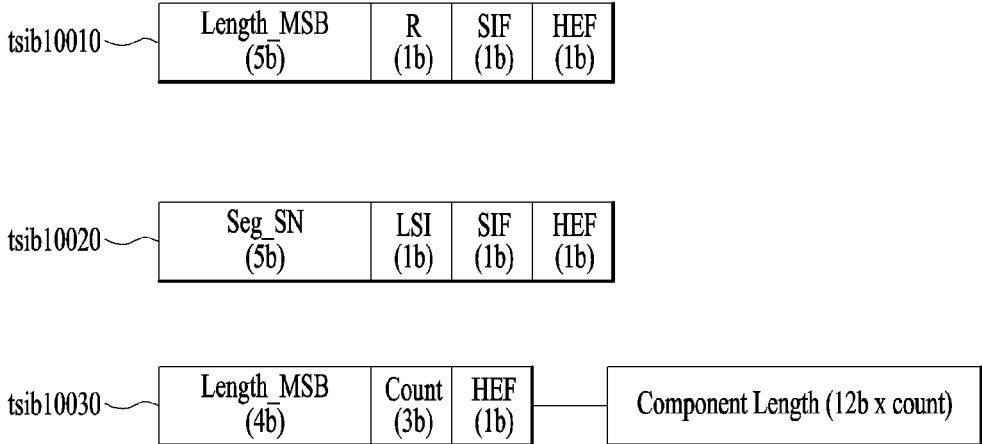 tsib10010
Length_MSB (5b)
R (1b)
SIF (1b)
HEF (1b)
tsib10020
Seg_SN (5b)
LSI (1b)
SIF (1b)
HEF (1b)
tsib10030
Length_MSB (4b)
Count (3b)
HEF (1b)
Component Length (12b x count)